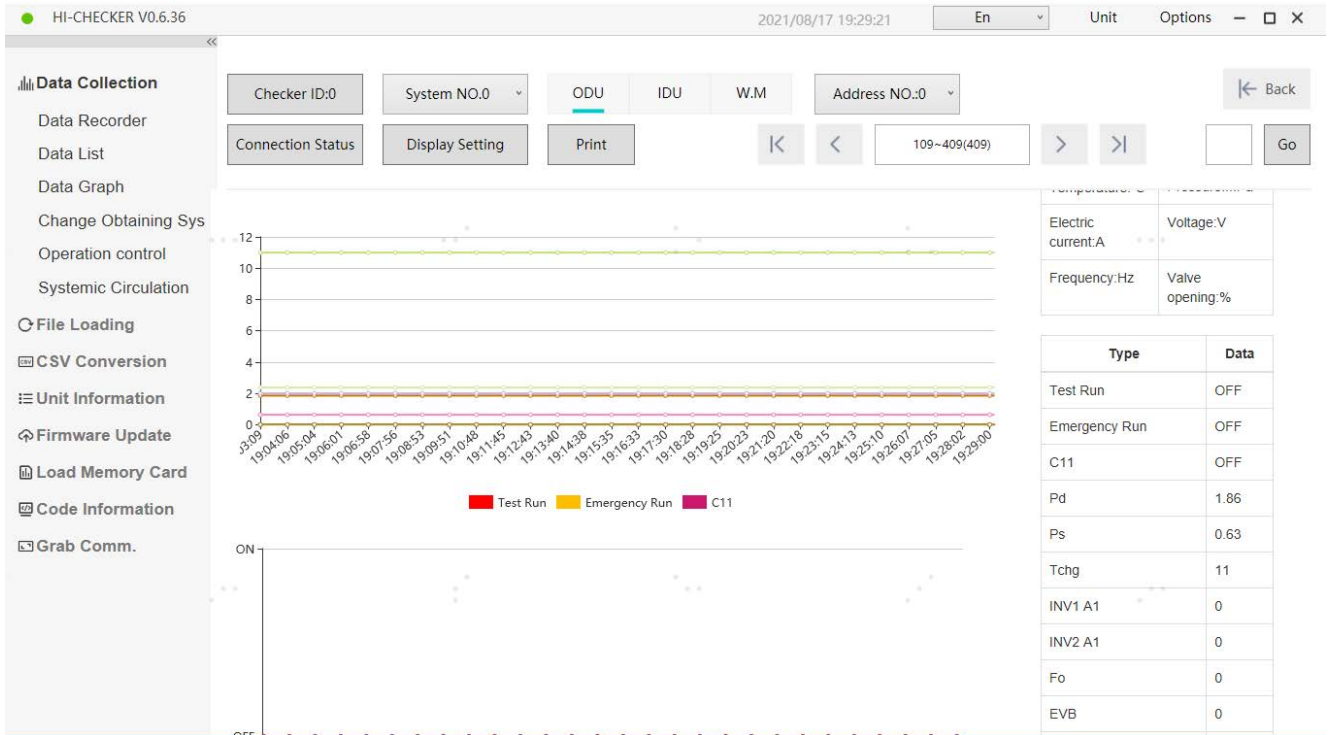 HI-CHECKER V0.6.36
2021/08/17 19:29:21
En
Unit
Options
Data Collection
Data Recorder
Data List
Data Graph
Change Obtaining Sys
Operation control
Systemic Circulation
File Loading
CSV Conversion
Unit Information
Firmware Update
Load Memory Card
Code Information
Grab Comm.
Checker ID:0
System NO.0
ODU
IDU
W.M
Address NO.:0
Back
Connection Status
Display Setting
Print
109~409(409)
Go
12
10
8
6
4
2
0
19:04:06
19:05:04
19:06:01
19:06:58
19:07:56
19:08:53
19:09:51
19:10:48
19:11:45
19:12:43
19:13:40
19:14:38
19:15:35
19:16:33
19:17:30
19:18:28
19:19:25
19:20:23
19:21:20
19:22:18
19:23:15
19:24:13
19:25:10
19:26:07
19:27:05
19:28:02
19:29:00
Test Run Emergency Run C11
ON
Electric
current:A
Voltage:V
Frequency:Hz
Valve
opening:%
Type Data
Test Run OFF
Emergency Run OFF
C11 OFF
Pd 1.86
Ps 0.63
Tchg 11
INV1 A1 0
INV2 A1 0
Fo 0
EVB 0